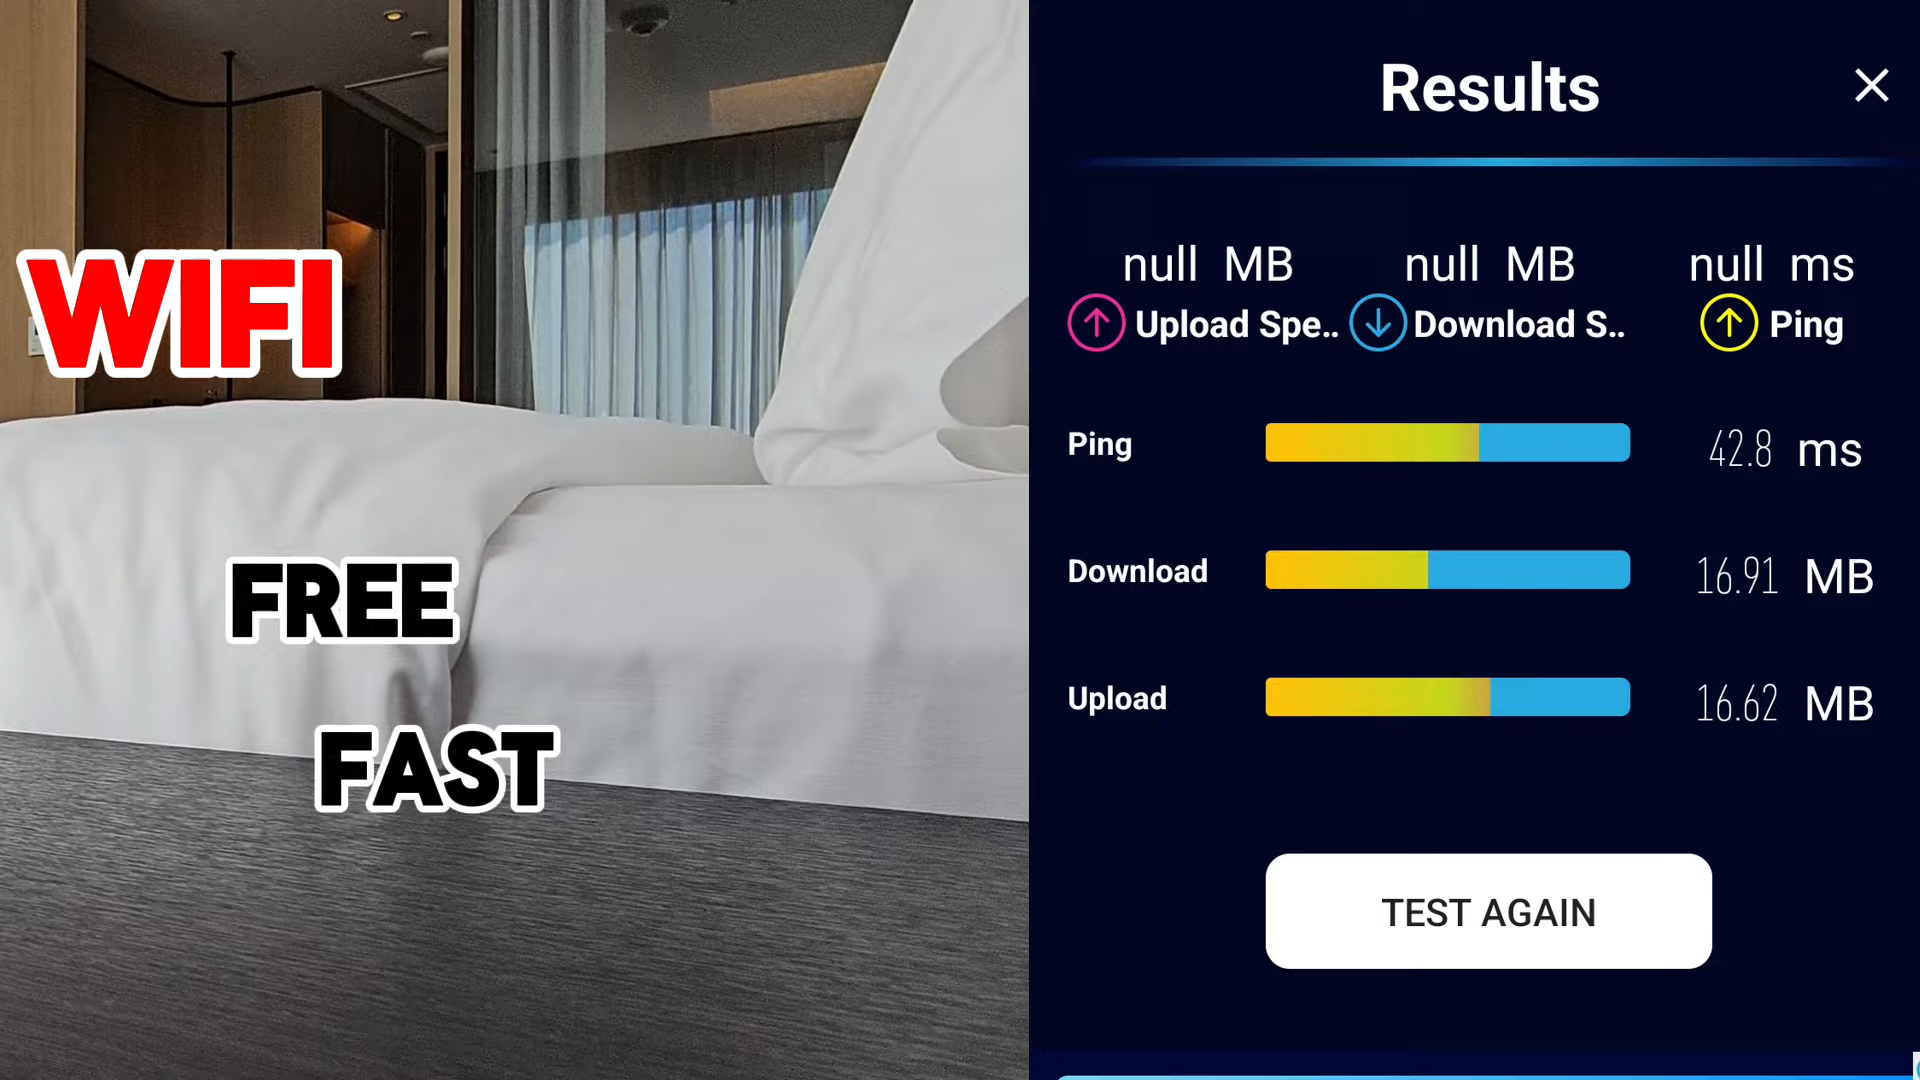 WIFI
FREE
FAST
Results
null MB null MB null ms
Upload Spe.. Download S.. Ping
Ping 42.8 ms
Download 16.91 MB
Upload 16.62 MB
TEST AGAIN